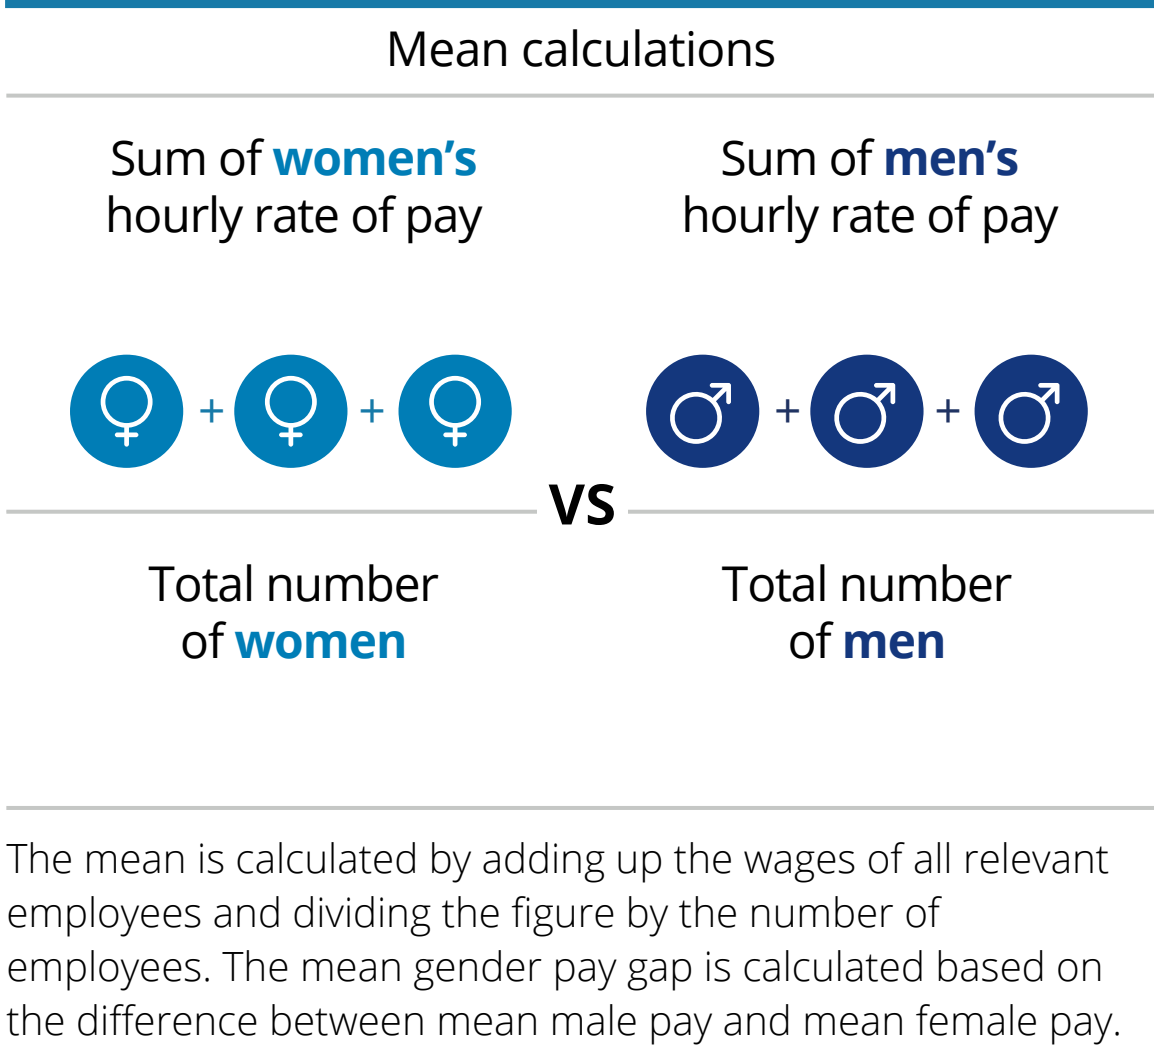 Mean calculations
Sum of women’s
hourly rate of pay
Sum of men’s
hourly rate of pay
+ +
+ +
VS
Total number
of women
Total number
of men
The mean is calculated by adding up the wages of all relevant
employees and dividing the figure by the number of
employees. The mean gender pay gap is calculated based on
the difference between mean male pay and mean female pay.